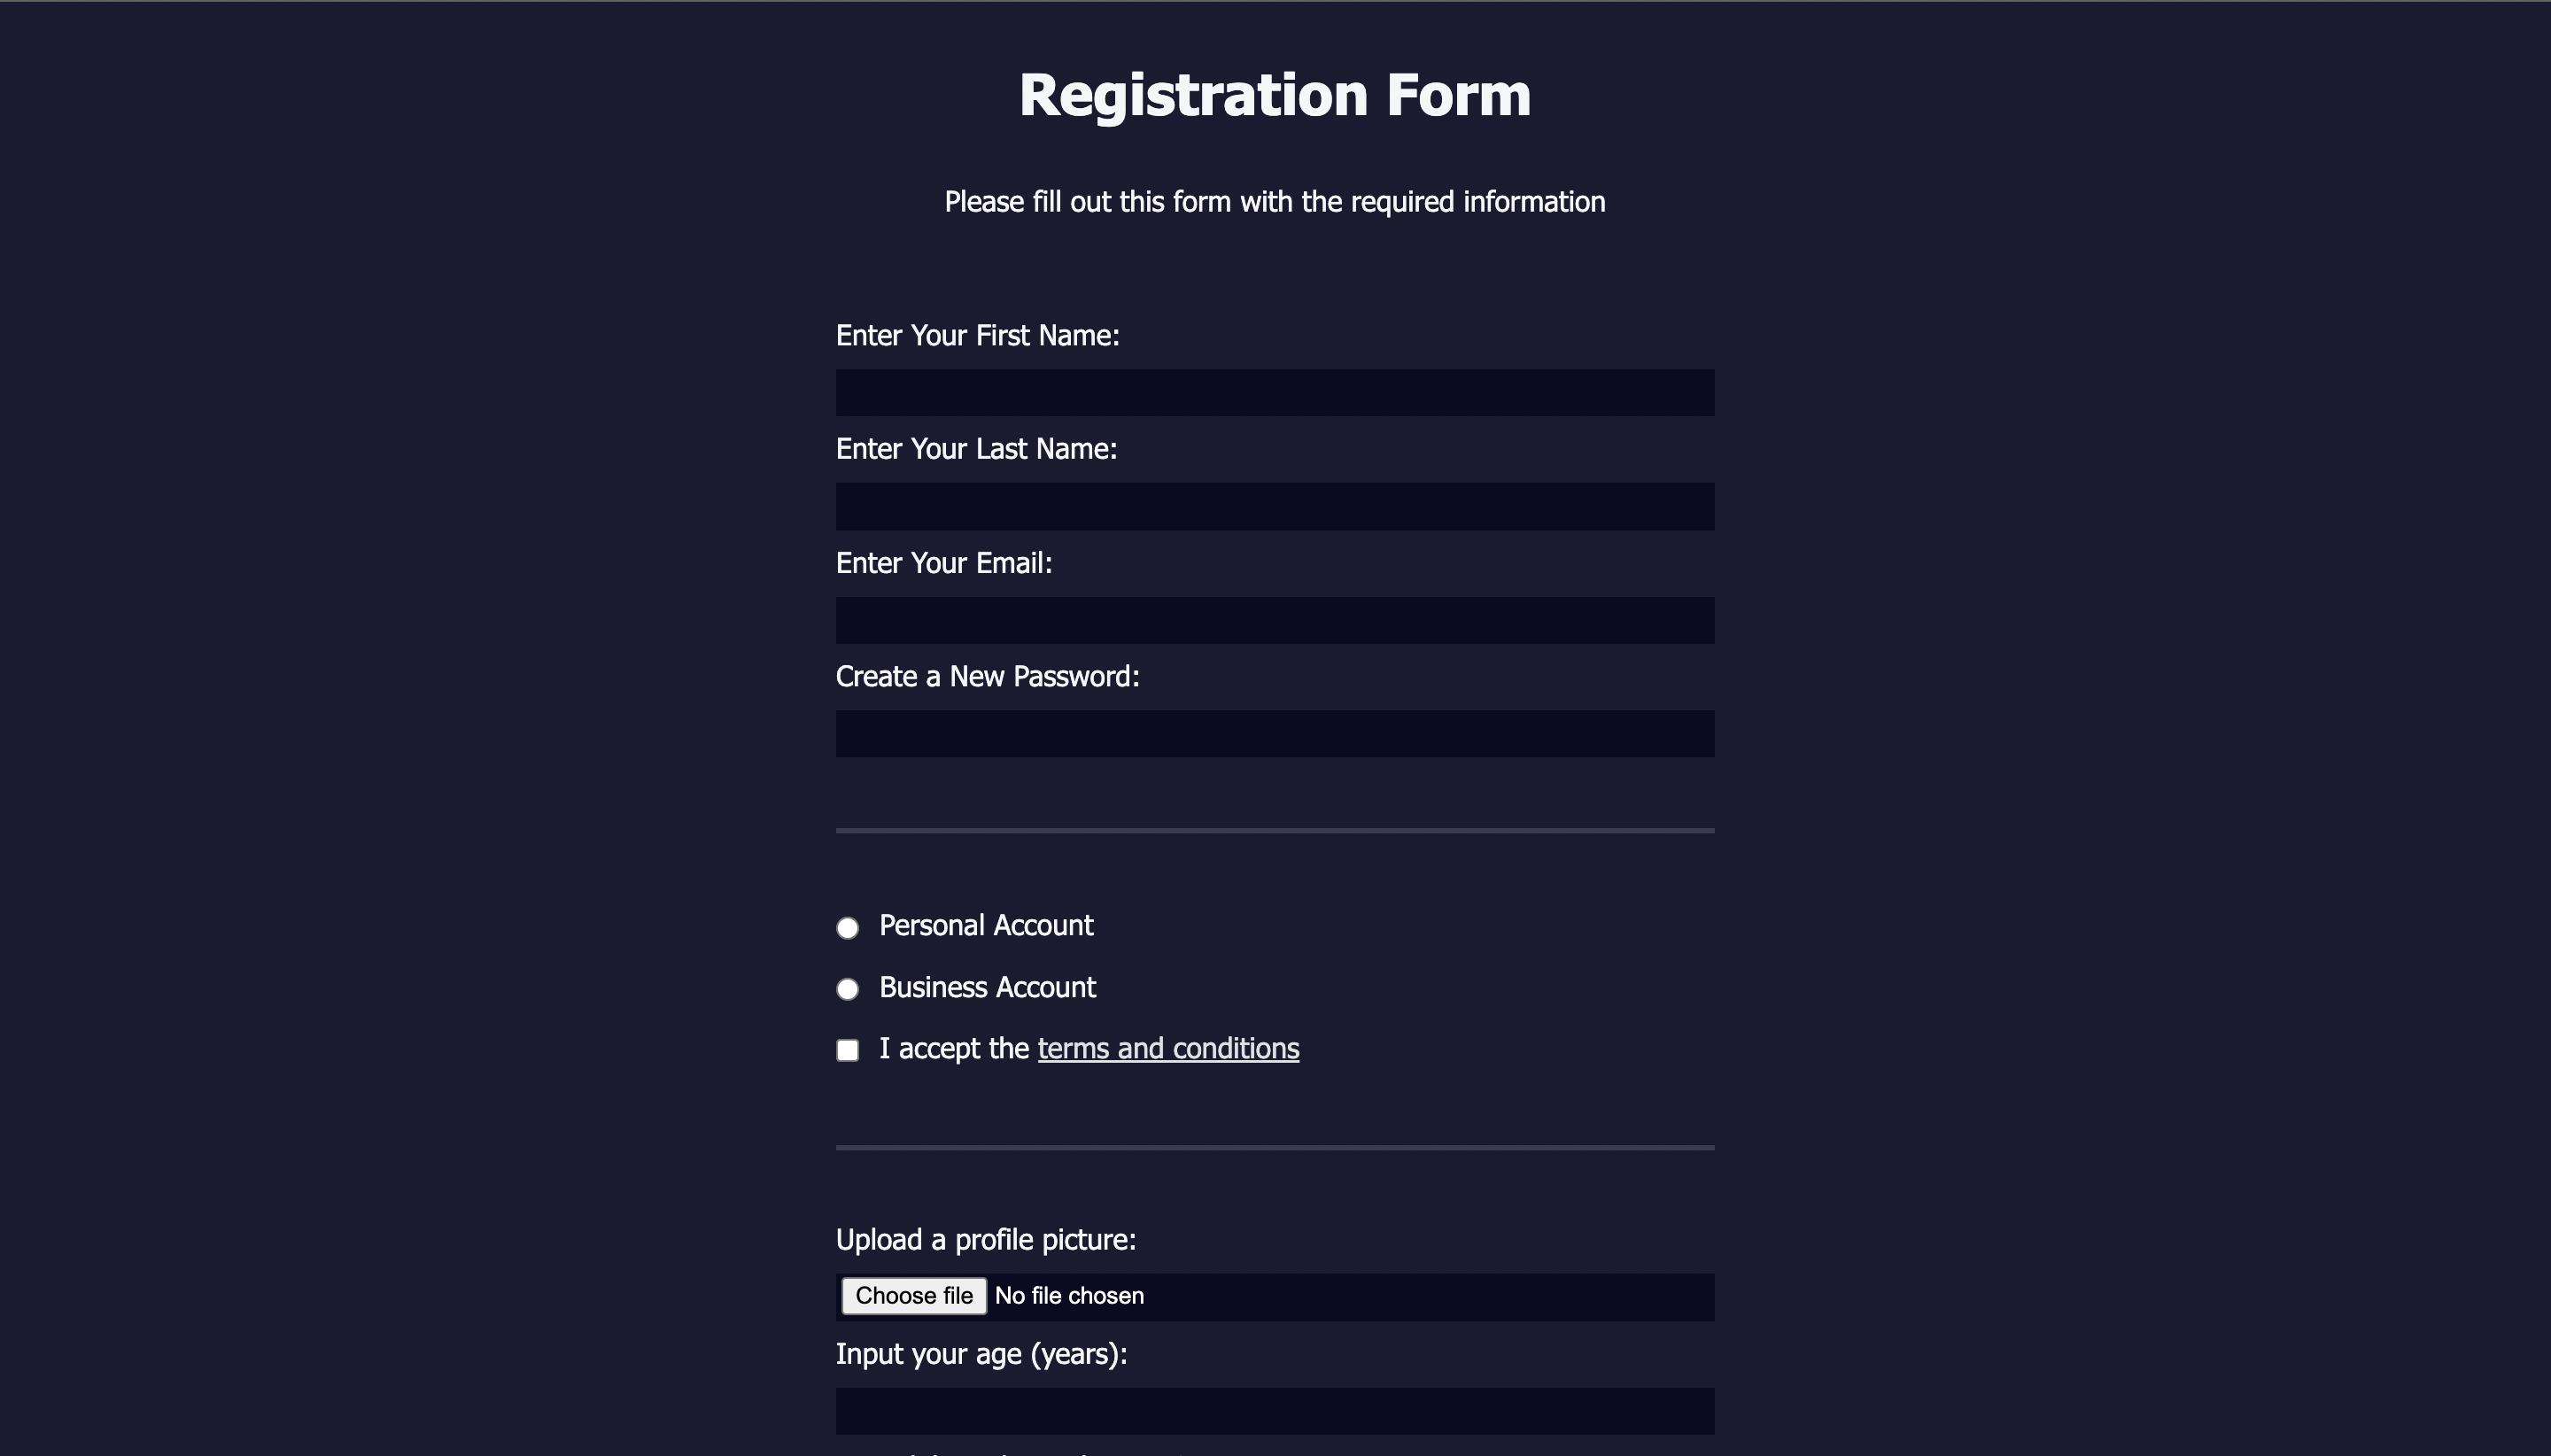 Registration Form
Please fill out this form with the required information
Enter Your First Name:
Enter Your Last Name:
Enter Your Email:
Create a New Password:
Personal Account
Business Account
I accept the terms and conditions
Upload a profile picture:
Choose file No file chosen
Input your age (years):